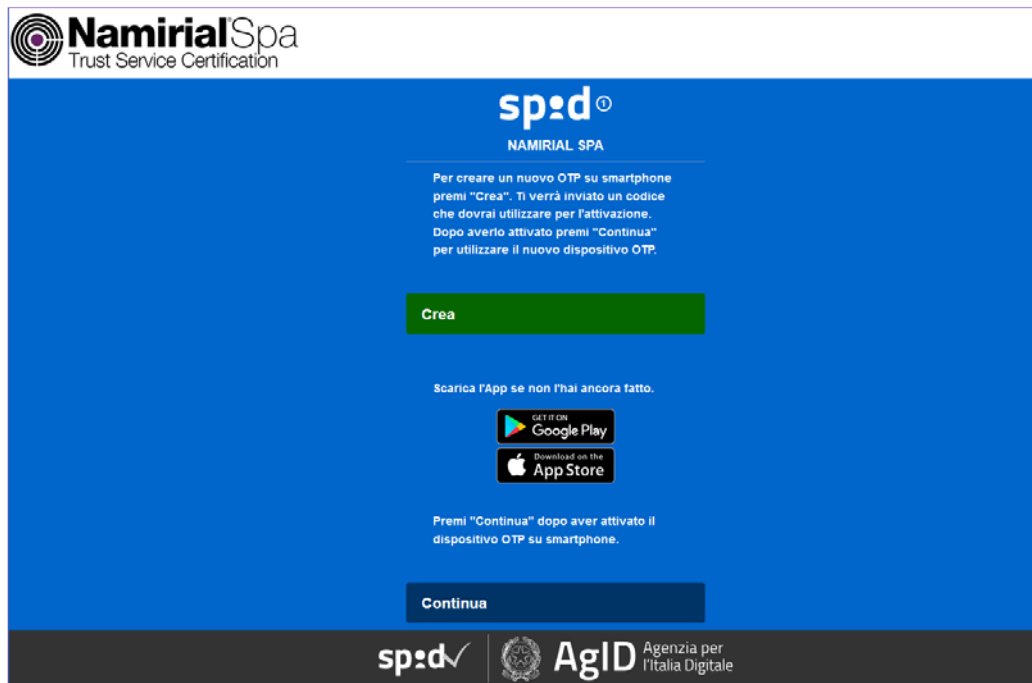 Namirial Spa
Trust Service Certification
spid 1
NAMIRIAL SPA
Per creare un nuovo OTP su smartphone
premi "Crea". Ti verrà inviato un codice
che dovrai utilizzare per l'attivazione.
Dopo averlo attivato premi "Continua"
per utilizzare il nuovo dispositivo OTP.
Crea
Scarica l'App se non l'hai ancora fatto.
GET IT ON
Google Play
Download on the
App Store
Premi "Continua" dopo aver attivato il
dispositivo OTP su smartphone.
Continua
spid
AgID
Agenzia per
l'Italia Digitale